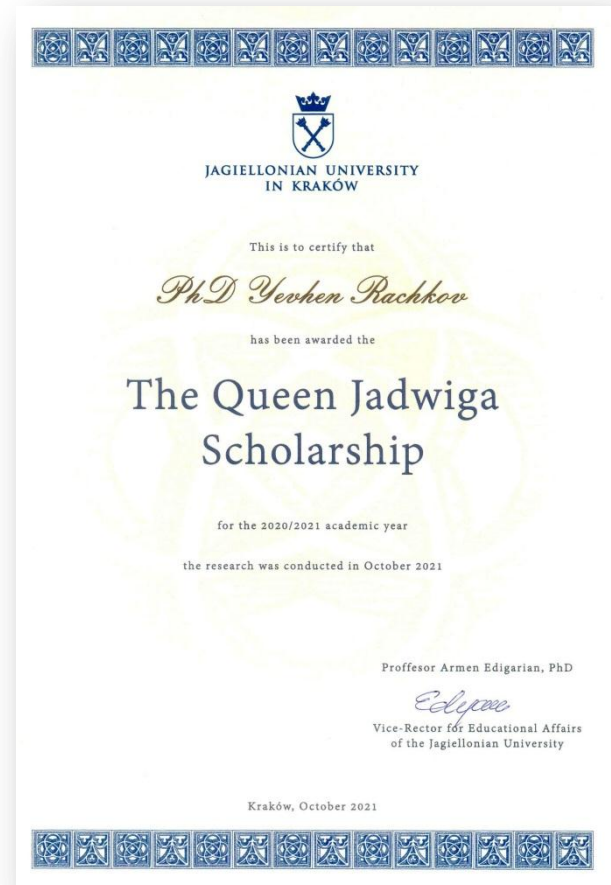 JAGIELLONIAN UNIVERSITY
IN KRAKÓW
This is to certify that
PhD Yevhen Rachkov
has been awarded the
The Queen Jadwiga
Scholarship
for the 2020/2021 academic year
the research was conducted in October 2021
Proffesor Armen Edigarian, PhD
Vice-Rector for Educational Affairs
of the Jagiellonian University
Kraków, October 2021